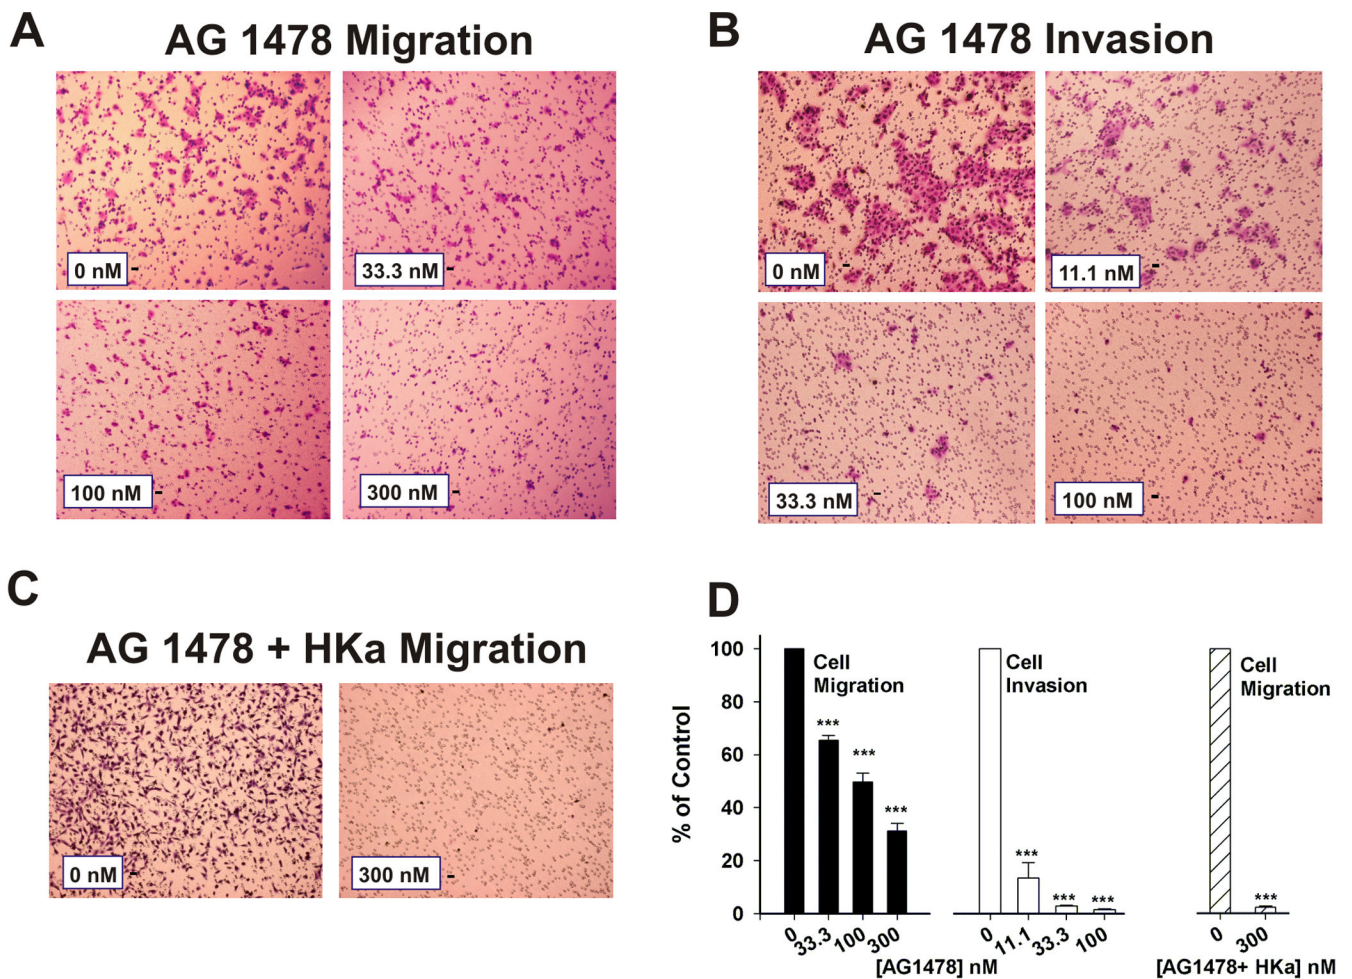 A
AG 1478 Migration
0 nM
33.3 nM
100 nM
300 nM
B
AG 1478 Invasion
0 nM
11.1 nM
33.3 nM
100 nM
C
AG 1478 + HKa Migration
0 nM
300 nM
D
% of Control
100
80
60
40
20
0
Cell
Migration
***
***
***
0
33.3
100
300
Cell
Invasion
***
***
***
0
11.1
33.3
100
[AG1478] nM
Cell
Migration
***
0
300
[AG1478+ HKa] nM